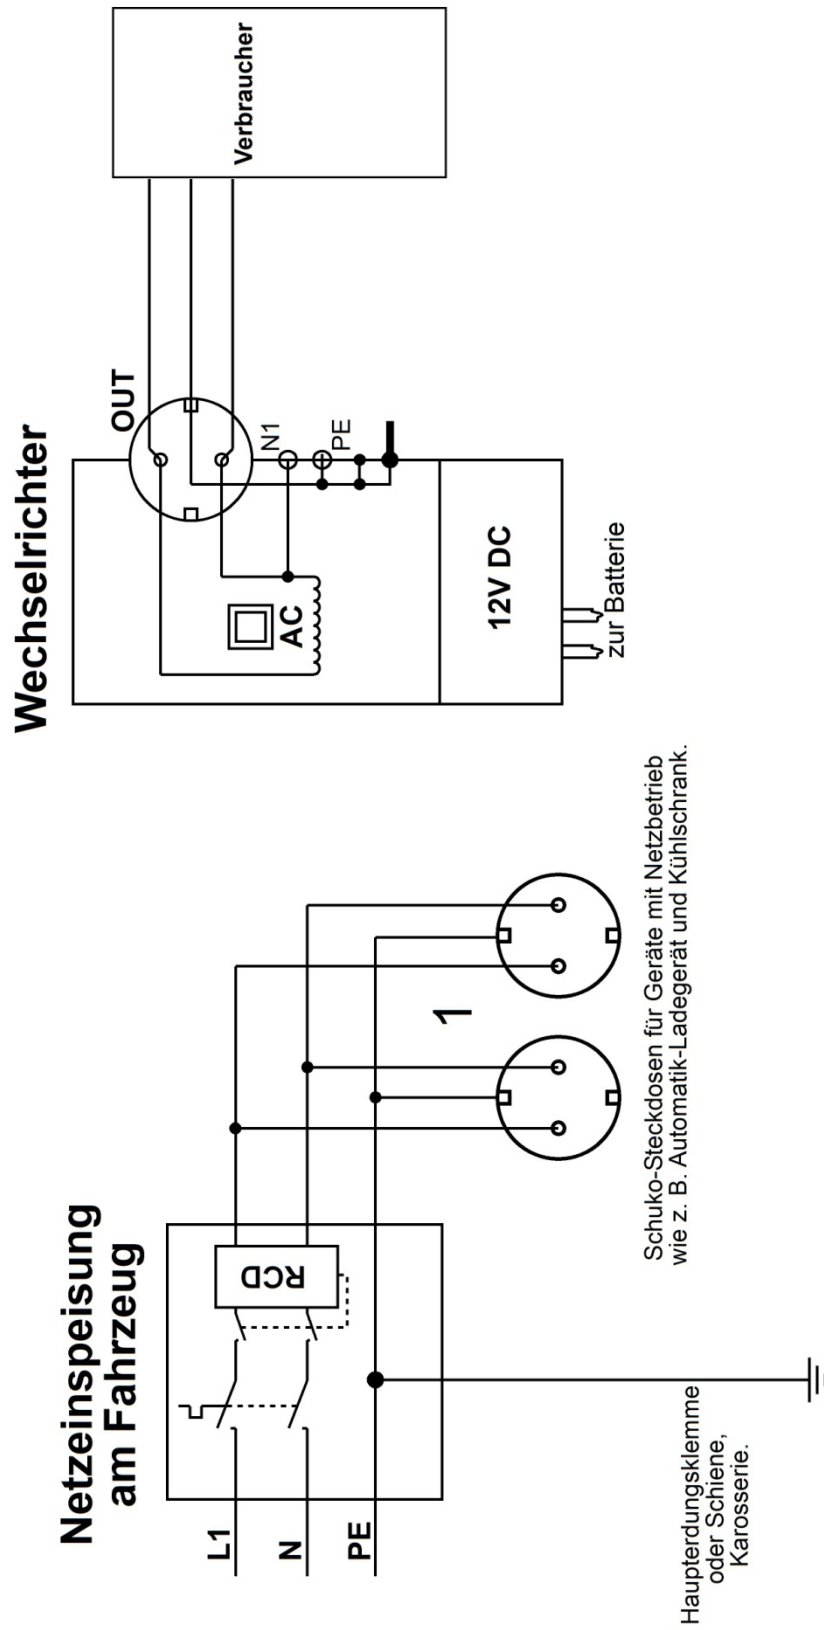 Netzeinspeisung
am Fahrzeug
L1
N
PE
RCD
1
Schuko-Steckdosen für Geräte mit Netzbetrieb
wie z. B. Automatik-Ladegerät und Kühlschrank.
Haupterdungsklemme
oder Schiene,
Karosserie.
Wechselrichter
OUT
N1
PE
AC
12V DC
zur Batterie
Verbraucher